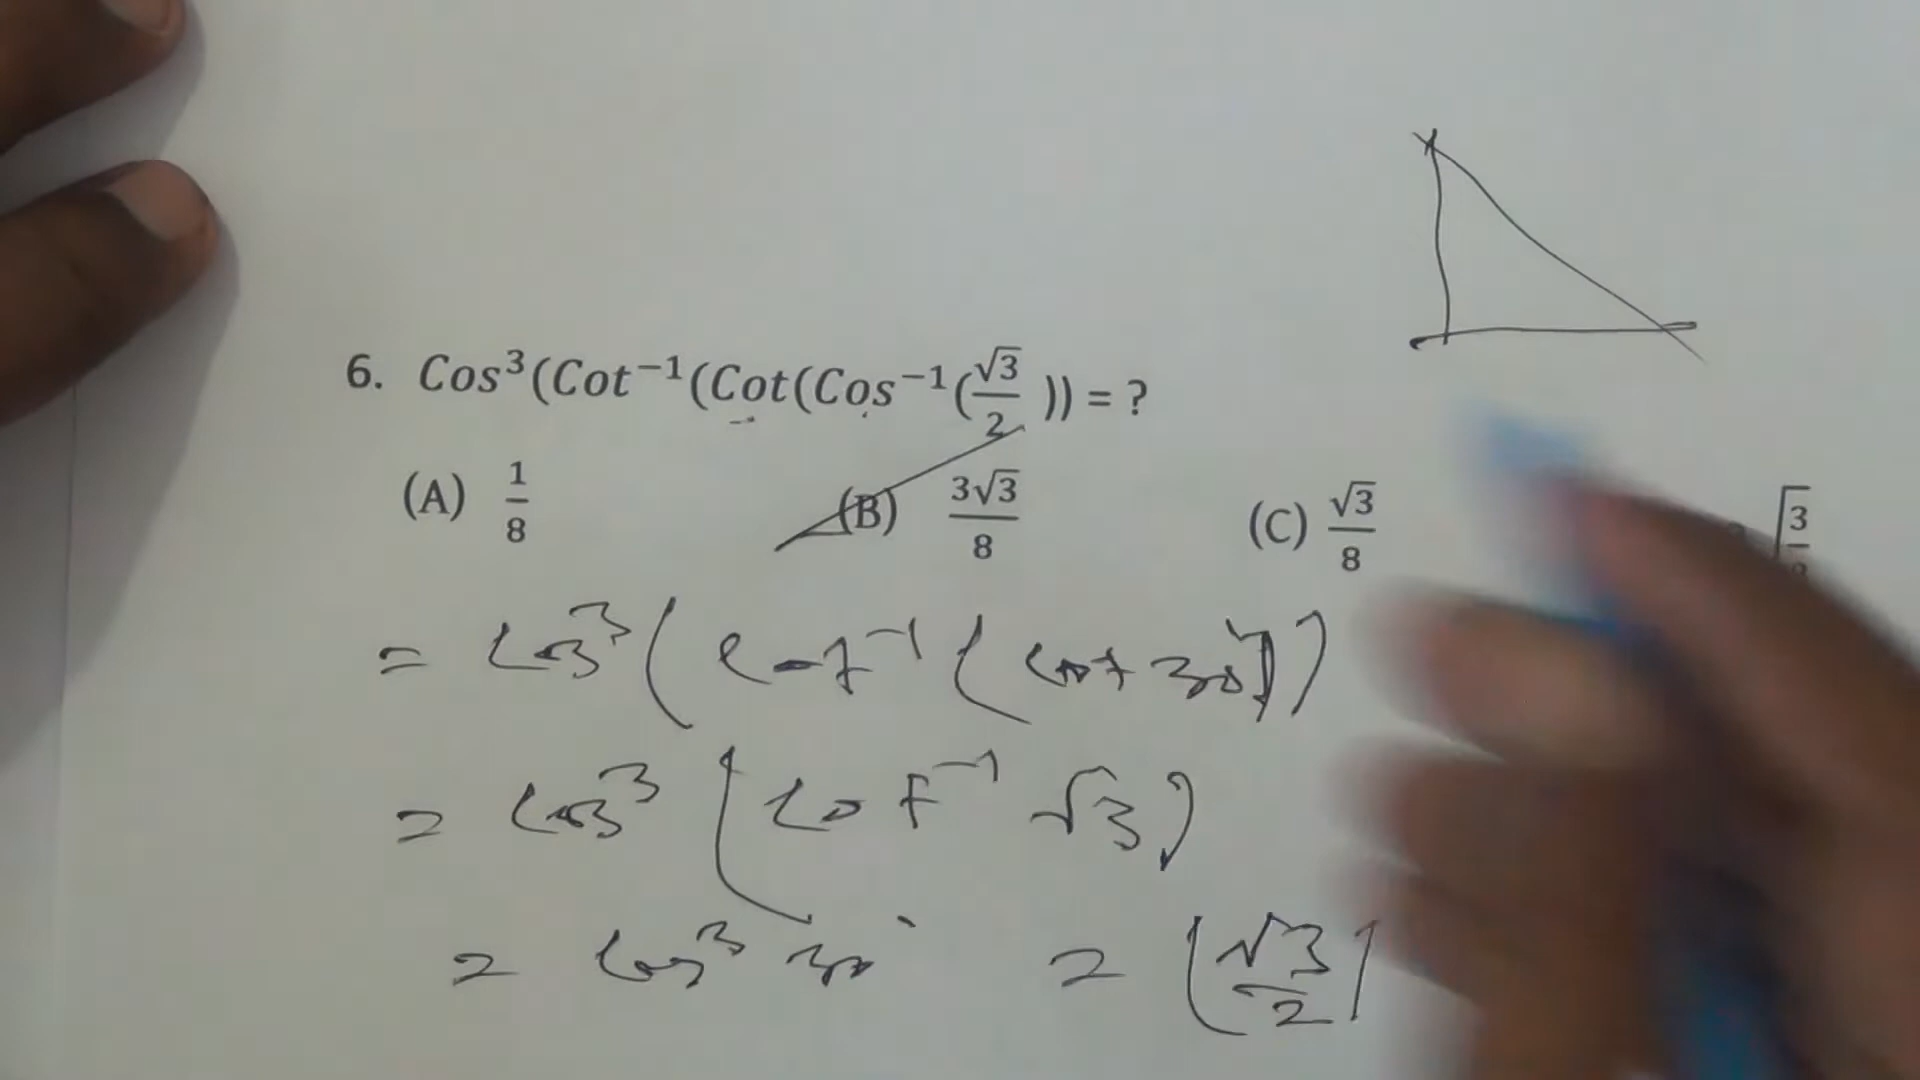 6. Cos³(Cot⁻¹(Cot(Cos⁻¹(√3/2 )) = ?
(A) 1/8 (B) 3√3/8 (C) √3/8
= cos³(cot⁻¹(cot 30°))
= cos³(cot⁻¹ √3)
= cos³ 30° = (√3/2)